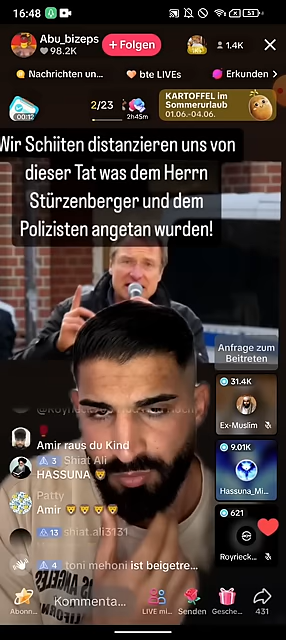 16:48
51
Abu_bizeps
98.2K
+ Folgen
1.4K
Nachrichten un...
bte LIVEs
Erkunden
00:12
2/23
2h45m
KARTOFFEL im
Sommerurlaub
01.06.-04.06.
Wir Schiiten distanzieren uns von
dieser Tat was dem Herrn
Stürzenberger und dem
Polizisten angetan wurden!
Anfrage zum
Beitreten
31.4K
Ex-Muslim
Amir raus du Kind
3 Shiat Ali
HASSUNA
9.01K
Hassuna_Mi...
Patty
Amir
13 shiat.ali3131
621
Royrieck...
4 toni mehoni ist beigetre...
Abonn...
Kommenta...
LIVE mi...
Senden
Gesche...
431